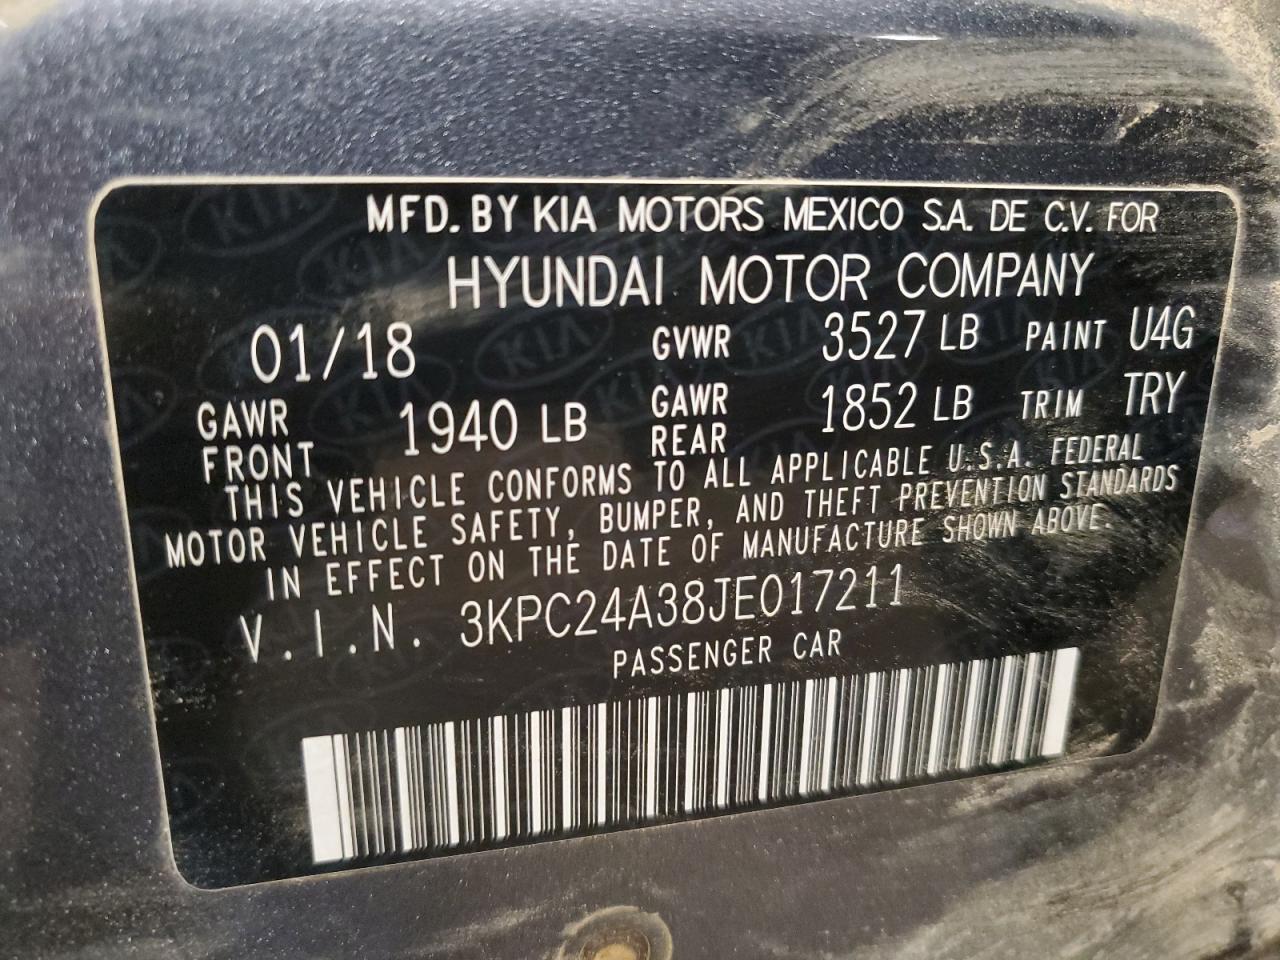 MFD. BY KIA MOTORS MEXICO S.A. DE C.V. FOR
HYUNDAI MOTOR COMPANY
01/18 GVWR 3527 LB PAINT U4G
GAWR FRONT 1940 LB GAWR REAR 1852 LB TRIM TRY
THIS VEHICLE CONFORMS TO ALL APPLICABLE U.S.A. FEDERAL
MOTOR VEHICLE SAFETY, BUMPER, AND THEFT PREVENTION STANDARDS
IN EFFECT ON THE DATE OF MANUFACTURE SHOWN ABOVE.
V.I.N. 3KPC24A38JE017211
PASSENGER CAR